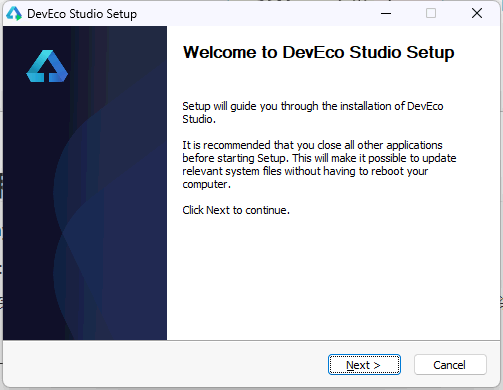 DevEco Studio Setup
Welcome to DevEco Studio Setup
Setup will guide you through the installation of DevEco
Studio.
It is recommended that you close all other applications
before starting Setup. This will make it possible to update
relevant system files without having to reboot your
computer.
Click Next to continue.
Next >
Cancel